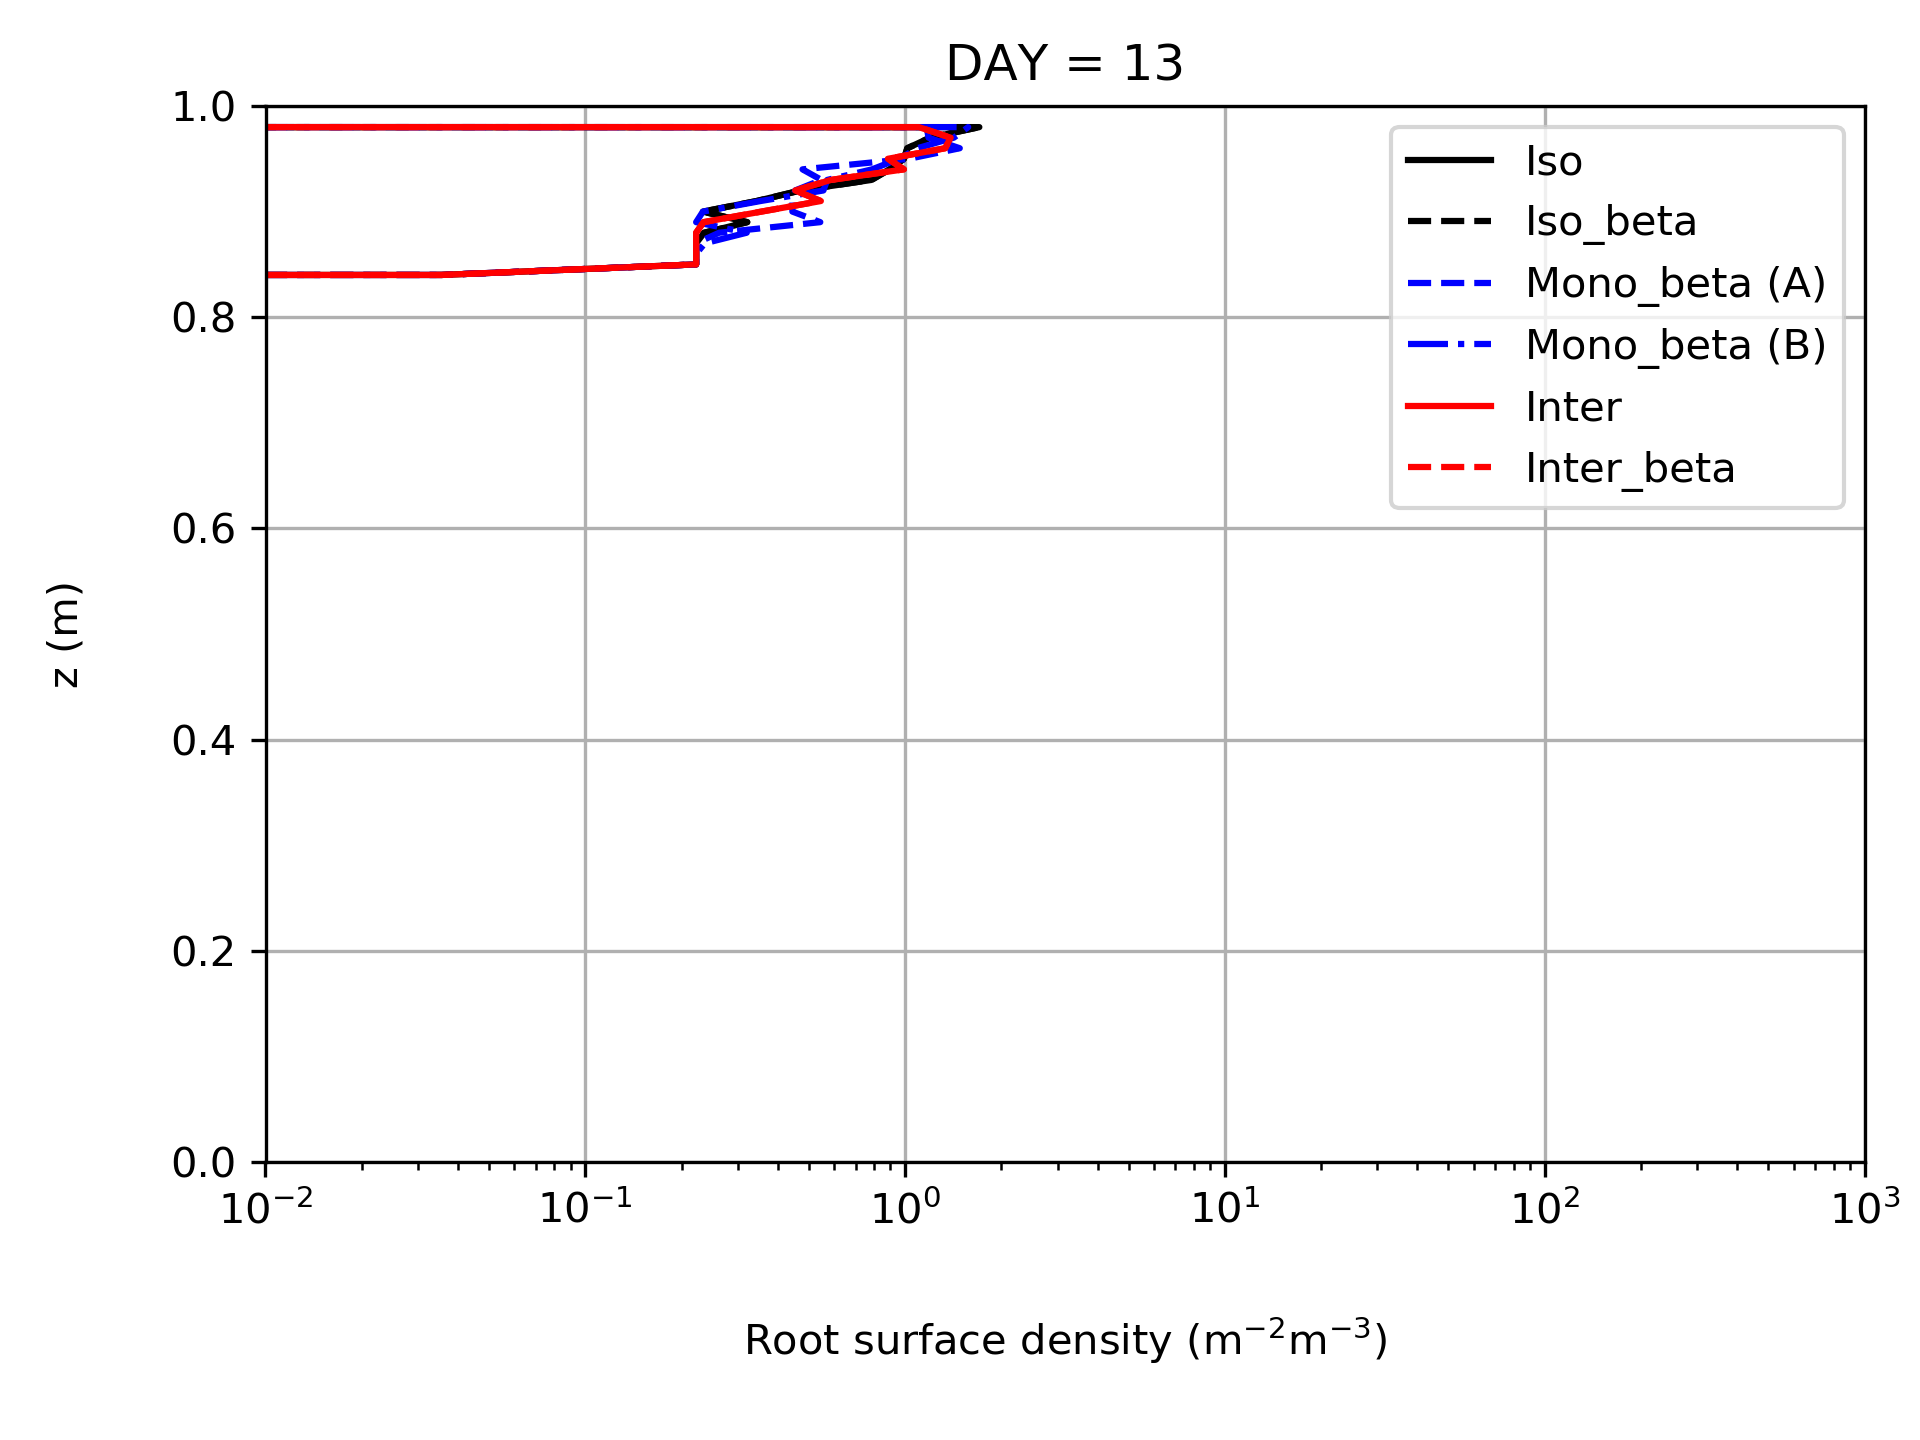 DAY = 13
1.0
0.8
0.6
0.4
0.2
0.0
z (m)
10⁻² 10⁻¹ 10⁰ 10¹ 10² 10³
Root surface density (m⁻²m⁻³)
Iso
Iso_beta
Mono_beta (A)
Mono_beta (B)
Inter
Inter_beta